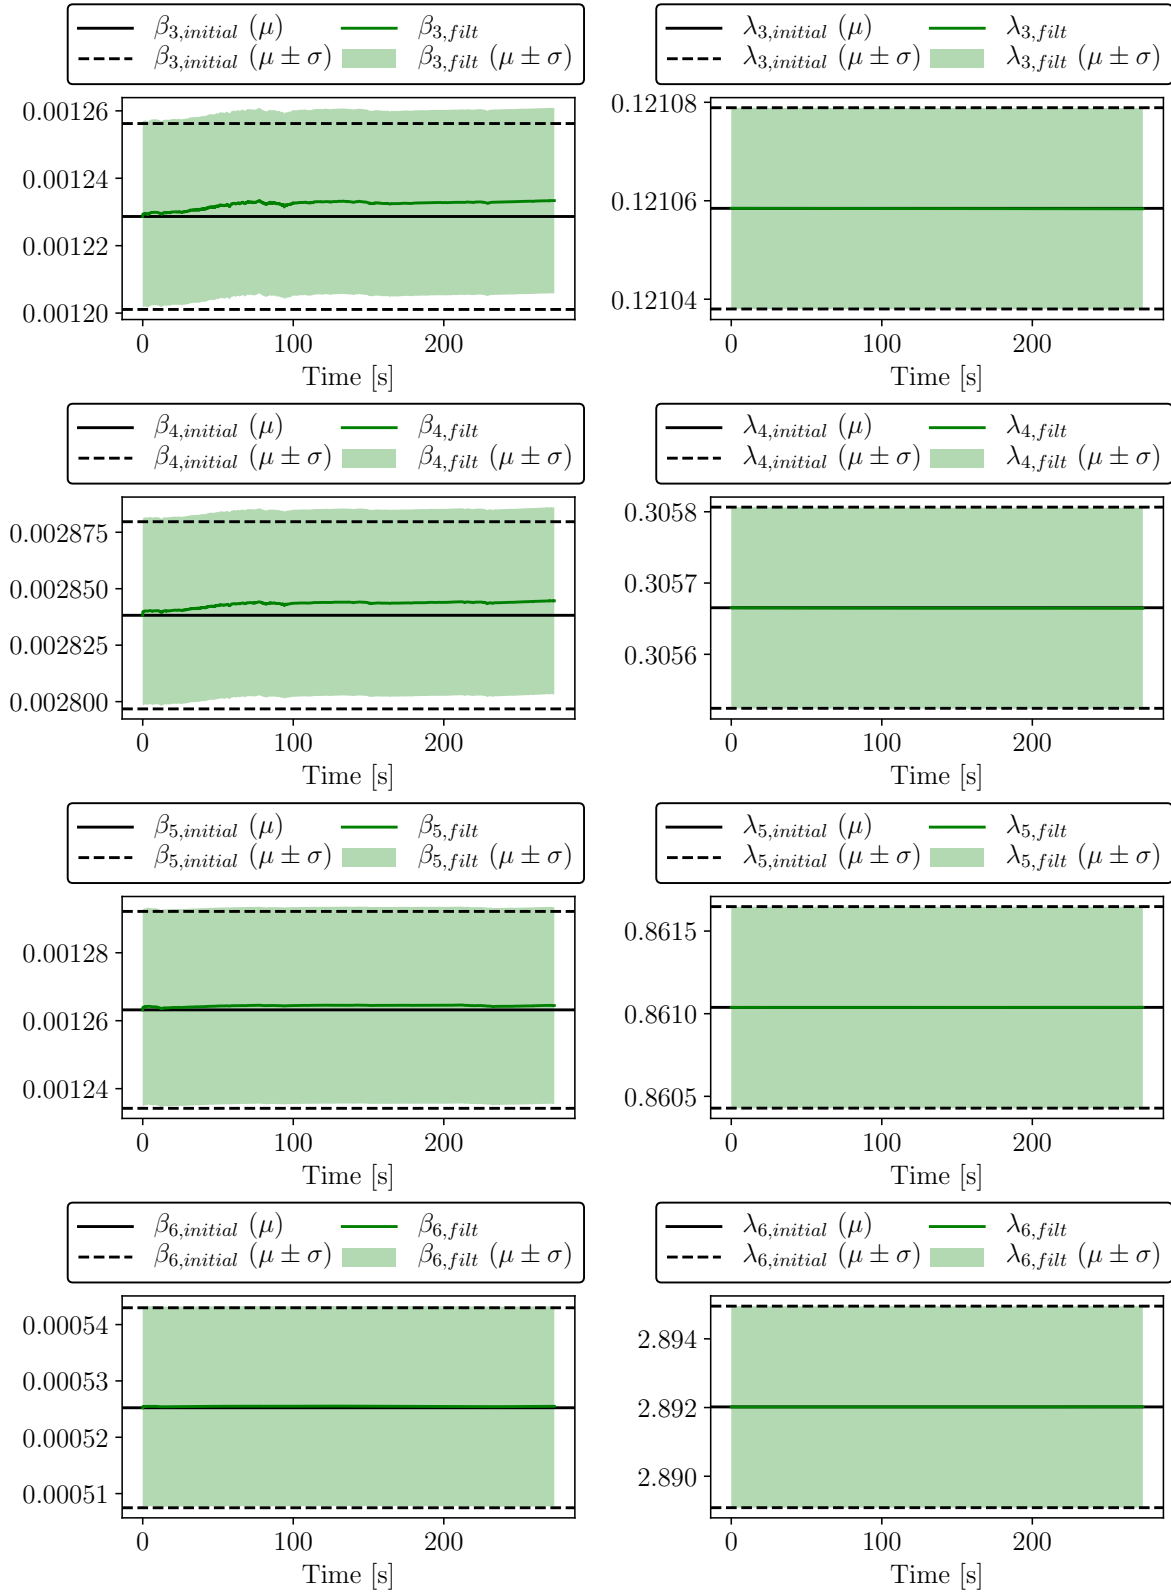 β3,initial (μ) β3,filt
β3,initial (μ ± σ) β3,filt (μ ± σ)
0.00126
0.00124
0.00122
0.00120
0 100 200
Time [s]
λ3,initial (μ) λ3,filt
λ3,initial (μ ± σ) λ3,filt (μ ± σ)
0.12108
0.12106
0.12104
0 100 200
Time [s]
β4,initial (μ) β4,filt
β4,initial (μ ± σ) β4,filt (μ ± σ)
0.002875
0.002850
0.002825
0.002800
0 100 200
Time [s]
λ4,initial (μ) λ4,filt
λ4,initial (μ ± σ) λ4,filt (μ ± σ)
0.3058
0.3057
0.3056
0 100 200
Time [s]
β5,initial (μ) β5,filt
β5,initial (μ ± σ) β5,filt (μ ± σ)
0.00128
0.00126
0.00124
0 100 200
Time [s]
λ5,initial (μ) λ5,filt
λ5,initial (μ ± σ) λ5,filt (μ ± σ)
0.8615
0.8610
0.8605
0 100 200
Time [s]
β6,initial (μ) β6,filt
β6,initial (μ ± σ) β6,filt (μ ± σ)
0.00054
0.00053
0.00052
0.00051
0 100 200
Time [s]
λ6,initial (μ) λ6,filt
λ6,initial (μ ± σ) λ6,filt (μ ± σ)
2.894
2.892
2.890
0 100 200
Time [s]